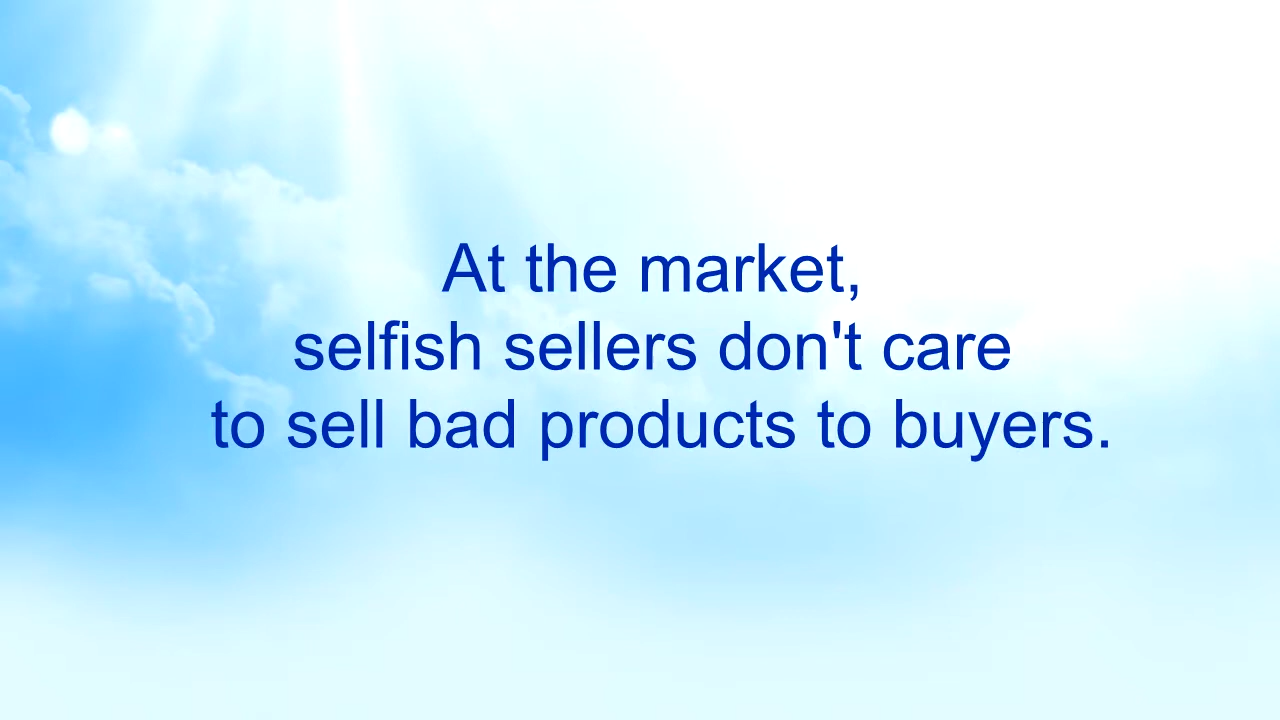 At the market,
selfish sellers don't care
to sell bad products to buyers.